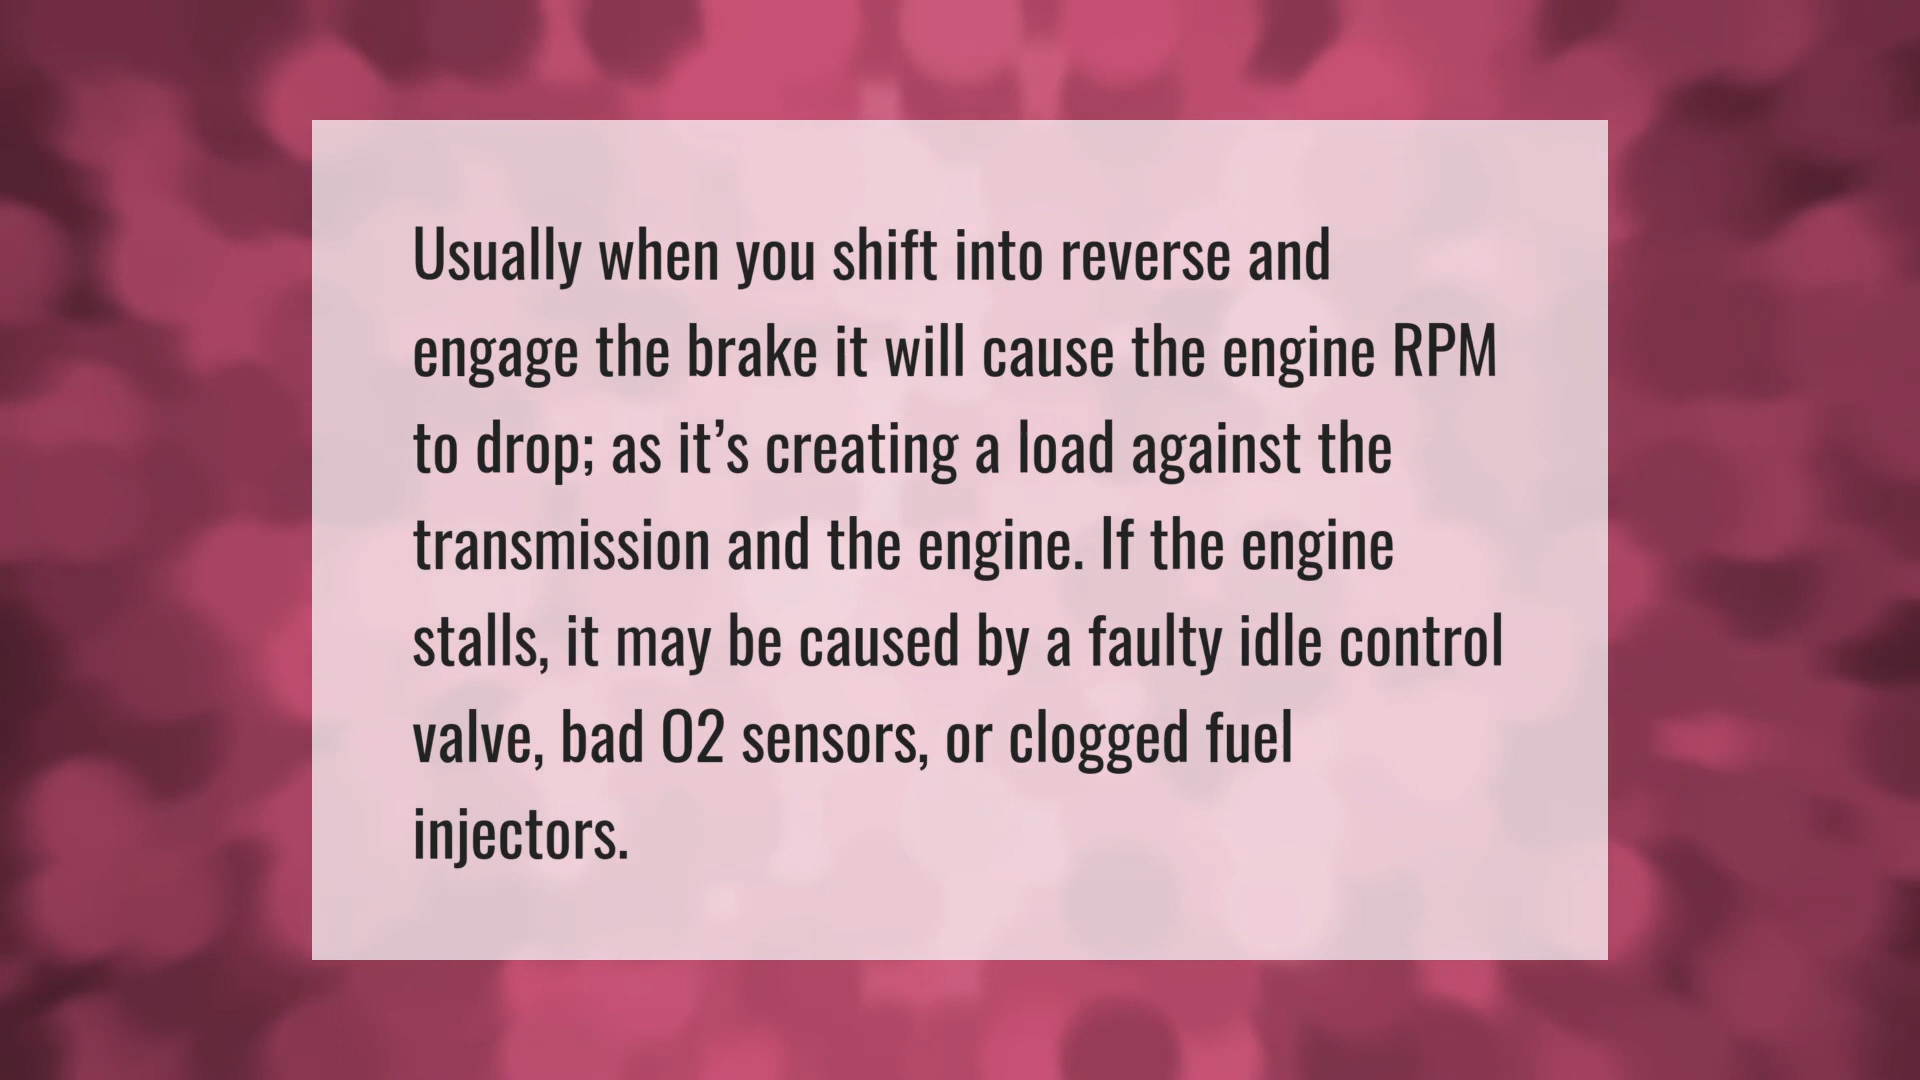 Usually when you shift into reverse and
engage the brake it will cause the engine RPM
to drop; as it’s creating a load against the
transmission and the engine. If the engine
stalls, it may be caused by a faulty idle control
valve, bad O2 sensors, or clogged fuel
injectors.